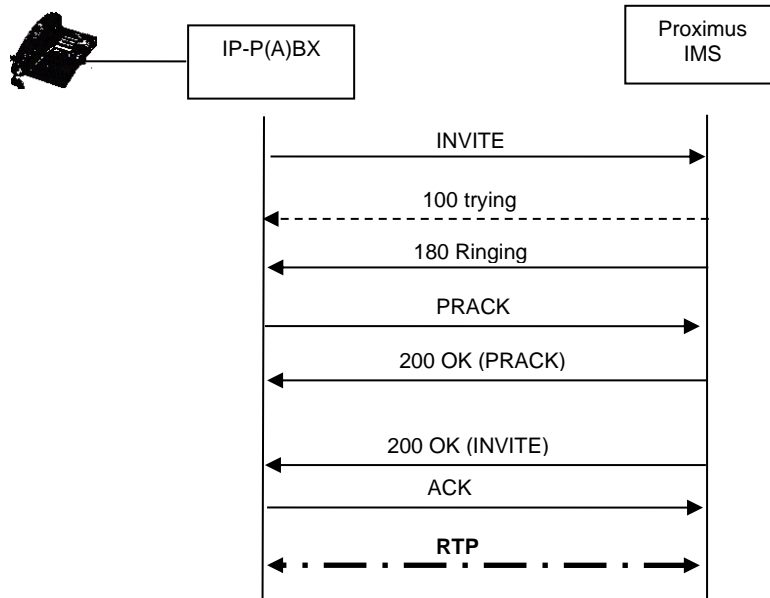 IP-P(A)BX
Proximus
IMS
INVITE
100 trying
180 Ringing
PRACK
200 OK (PRACK)
200 OK (INVITE)
ACK
RTP